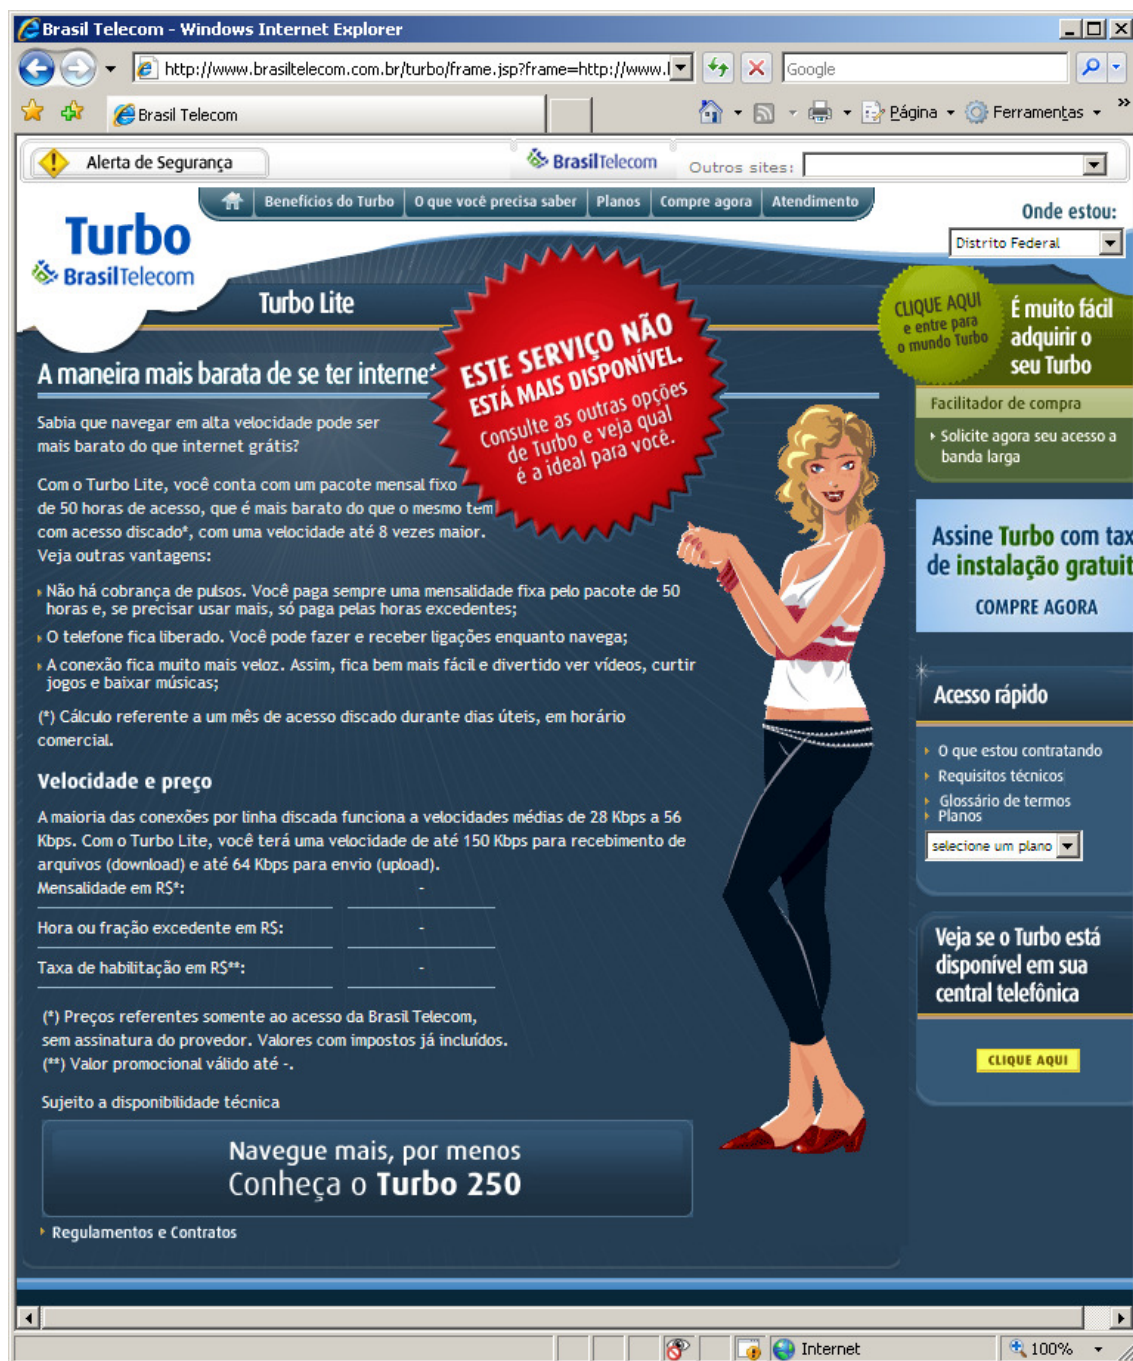 Brasil Telecom - Windows Internet Explorer
http://www.brasiltelecom.com.br/turbo/frame.jsp?frame=http://www.l
Google
Brasil Telecom
Página
Ferramentas
»
Alerta de Segurança
BrasilTelecom
Outros sites:
Benefícios do Turbo
O que você precisa saber
Planos
Compre agora
Atendimento
Onde estou:
Distrito Federal
Turbo
BrasilTelecom
Turbo Lite
ESTE SERVIÇO NÃO
ESTÁ MAIS DISPONÍVEL.
Consulte as outras opções
de Turbo e veja qual
é a ideal para você.
A maneira mais barata de se ter internet
Sabia que navegar em alta velocidade pode ser
mais barato do que internet grátis?
Com o Turbo Lite, você conta com um pacote mensal fixo
de 50 horas de acesso, que é mais barato do que o mesmo tem
com acesso discado*, com uma velocidade até 8 vezes maior.
Veja outras vantagens:
Não há cobrança de pulsos. Você paga sempre uma mensalidade fixa pelo pacote de 50
horas e, se precisar usar mais, só paga pelas horas excedentes;
O telefone fica liberado. Você pode fazer e receber ligações enquanto navega;
A conexão fica muito mais veloz. Assim, fica bem mais fácil e divertido ver vídeos, curtir
jogos e baixar músicas;
(*) Cálculo referente a um mês de acesso discado durante dias úteis, em horário
comercial.
Velocidade e preço
A maioria das conexões por linha discada funciona a velocidades médias de 28 Kbps a 56
Kbps. Com o Turbo Lite, você terá uma velocidade de até 150 Kbps para recebimento de
arquivos (download) e até 64 Kbps para envio (upload).
Mensalidade em R$*: -
Hora ou fração excedente em R$: -
Taxa de habilitação em R$**: -
(*) Preços referentes somente ao acesso da Brasil Telecom,
sem assinatura do provedor. Valores com impostos já incluídos.
(**) Valor promocional válido até -.
Sujeito a disponibilidade técnica
Navegue mais, por menos
Conheça o Turbo 250
Regulamentos e Contratos
CLIQUE AQUI
e entre para
o mundo Turbo
É muito fácil
adquirir o
seu Turbo
Facilitador de compra
Solicite agora seu acesso a
banda larga
Assine Turbo com tax
de instalação gratuit
COMPRE AGORA
Acesso rápido
O que estou contratando
Requisitos técnicos
Glossário de termos
Planos
selecione um plano
Veja se o Turbo está
disponível em sua
central telefônica
CLIQUE AQUI
Internet
100%